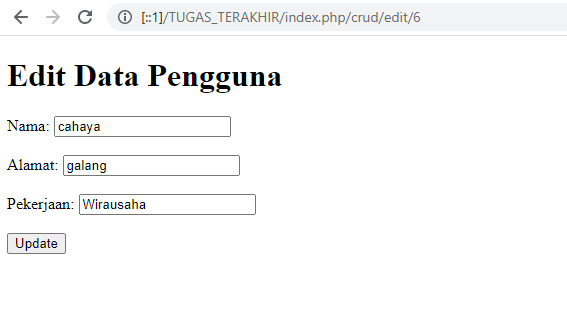 [::1]/TUGAS_TERAKHIR/index.php/crud/edit/6
Edit Data Pengguna
Nama: cahaya
Alamat: galang
Pekerjaan: Wirausaha
Update